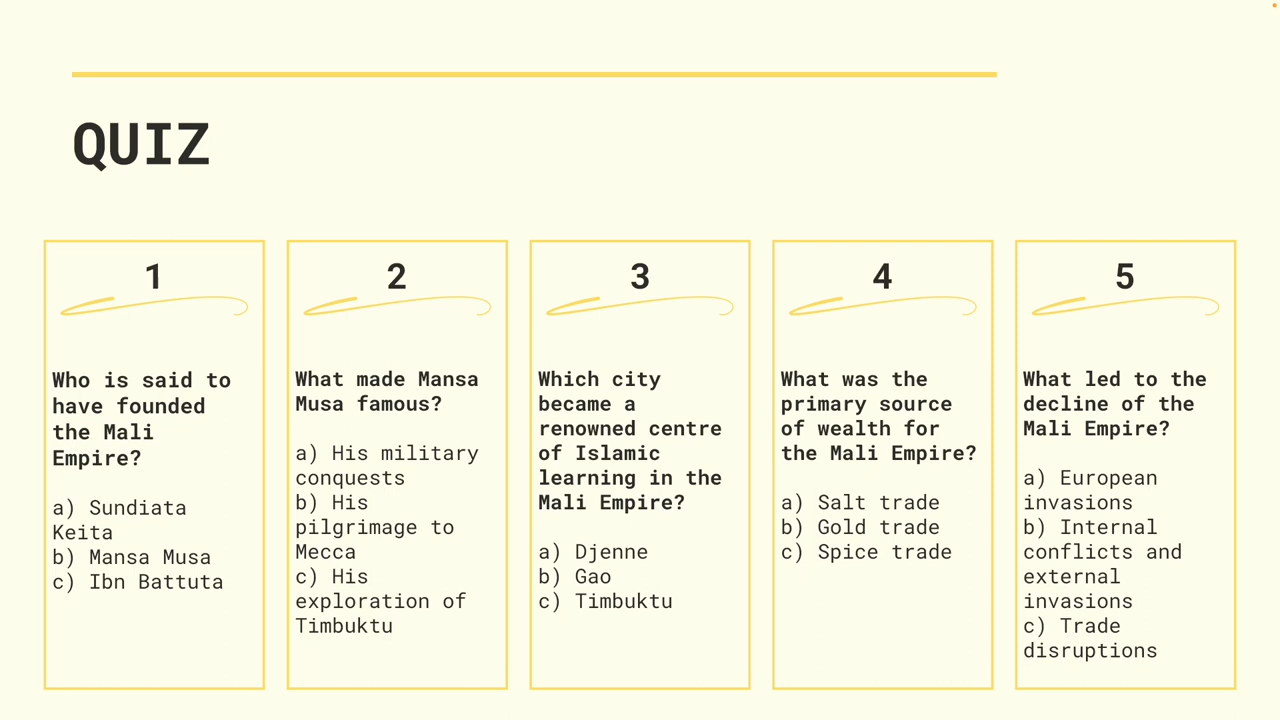 QUIZ
1
Who is said to
have founded
the Mali
Empire?
a) Sundiata
Keita
b) Mansa Musa
c) Ibn Battuta
2
What made Mansa
Musa famous?
a) His military
conquests
b) His
pilgrimage to
Mecca
c) His
exploration of
Timbuktu
3
Which city
became a
renowned centre
of Islamic
learning in the
Mali Empire?
a) Djenne
b) Gao
c) Timbuktu
4
What was the
primary source
of wealth for
the Mali Empire?
a) Salt trade
b) Gold trade
c) Spice trade
5
What led to the
decline of the
Mali Empire?
a) European
invasions
b) Internal
conflicts and
external
invasions
c) Trade
disruptions